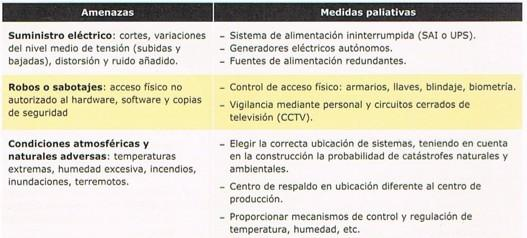 Amenazas
Medidas paliativas
Suministro eléctrico: cortes, variaciones
del nivel medio de tensión (subidas y
bajadas), distorsión y ruido añadido.
– Sistema de alimentación ininterrumpida (SAI o UPS).
– Generadores eléctricos autónomos.
– Fuentes de alimentación redundantes.
Robos o sabotajes: acceso físico no
autorizado al hardware, software y copias
de seguridad
– Control de acceso físico: armarios, llaves, blindaje, biometría.
– Vigilancia mediante personal y circuitos cerrados de
televisión (CCTV).
Condiciones atmosféricas y
naturales adversas: temperaturas
extremas, humedad excesiva, incendios,
inundaciones, terremotos.
– Elegir la correcta ubicación de sistemas, teniendo en cuenta
en la construcción la probabilidad de catástrofes naturales y
ambientales.
– Centro de respaldo en ubicación diferente al centro de
producción.
– Proporcionar mecanismos de control y regulación de
temperatura, humedad, etc.